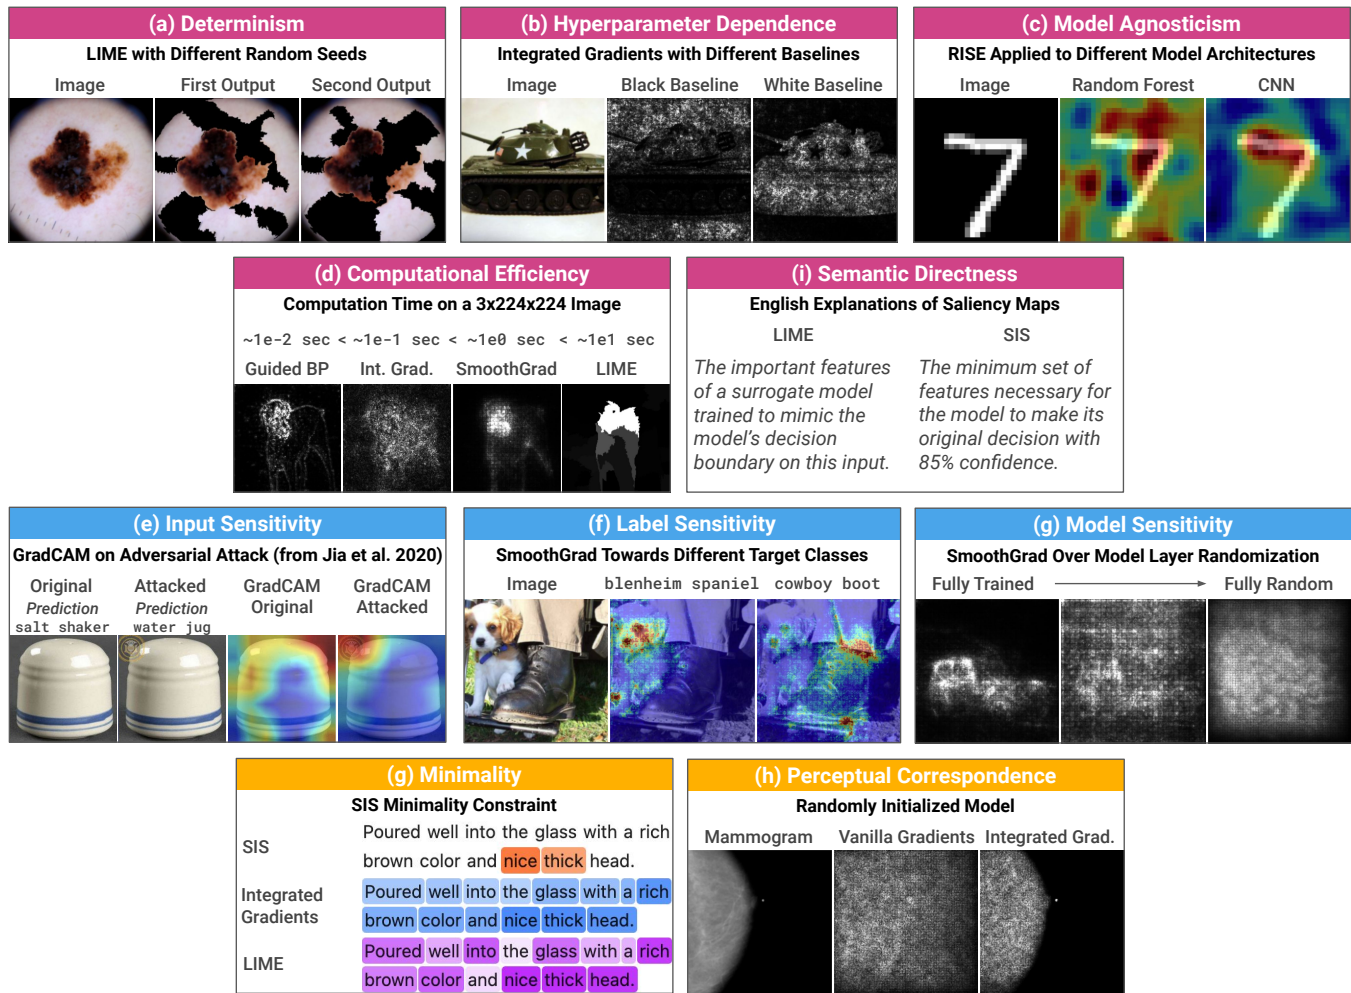 (a) Determinism
LIME with Different Random Seeds
Image First Output Second Output
(b) Hyperparameter Dependence
Integrated Gradients with Different Baselines
Image Black Baseline White Baseline
(c) Model Agnosticism
RISE Applied to Different Model Architectures
Image Random Forest CNN
(d) Computational Efficiency
Computation Time on a 3x224x224 Image
~1e-2 sec < ~1e-1 sec < ~1e0 sec < ~1e1 sec
Guided BP Int. Grad. SmoothGrad LIME
(i) Semantic Directness
English Explanations of Saliency Maps
LIME
The important features
of a surrogate model
trained to mimic the
model's decision
boundary on this input.
SIS
The minimum set of
features necessary for
the model to make its
original decision with
85% confidence.
(e) Input Sensitivity
GradCAM on Adversarial Attack (from Jia et al. 2020)
Original
Prediction
salt shaker
Attacked
Prediction
water jug
GradCAM
Original
GradCAM
Attacked
(f) Label Sensitivity
SmoothGrad Towards Different Target Classes
Image blenheim spaniel cowboy boot
(g) Model Sensitivity
SmoothGrad Over Model Layer Randomization
Fully Trained Fully Random
(g) Minimality
SIS Minimality Constraint
SIS
Poured well into the glass with a rich
brown color and nice thick head.
Integrated
Gradients
Poured well into the glass with a rich
brown color and nice thick head.
LIME
Poured well into the glass with a rich
brown color and nice thick head.
(h) Perceptual Correspondence
Randomly Initialized Model
Mammogram Vanilla Gradients Integrated Grad.